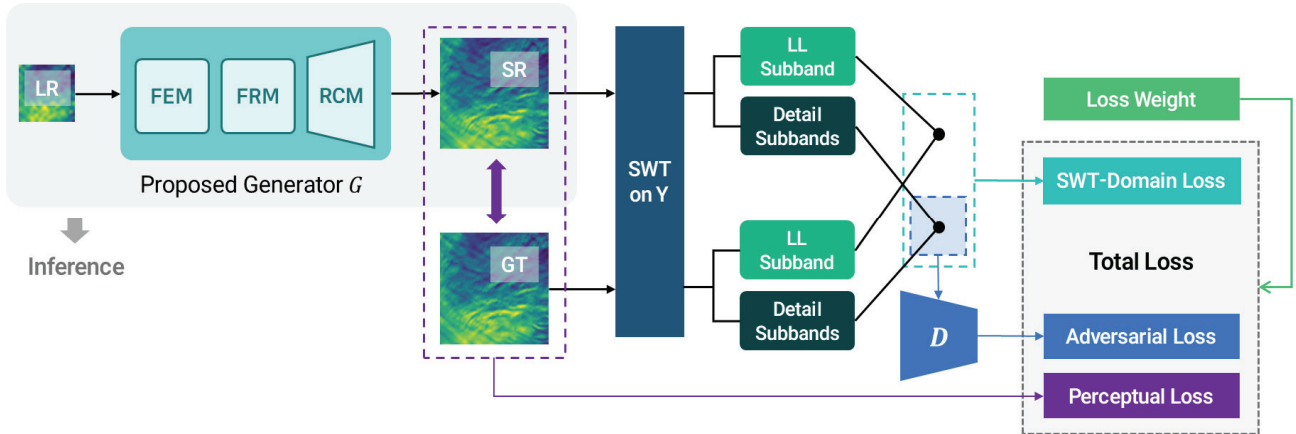 LR
FEM
FRM
RCM
Proposed Generator G
Inference
SR
GT
SWT
on Y
LL
Subband
Detail
Subbands
LL
Subband
Detail
Subbands
D
Loss Weight
SWT-Domain Loss
Total Loss
Adversarial Loss
Perceptual Loss